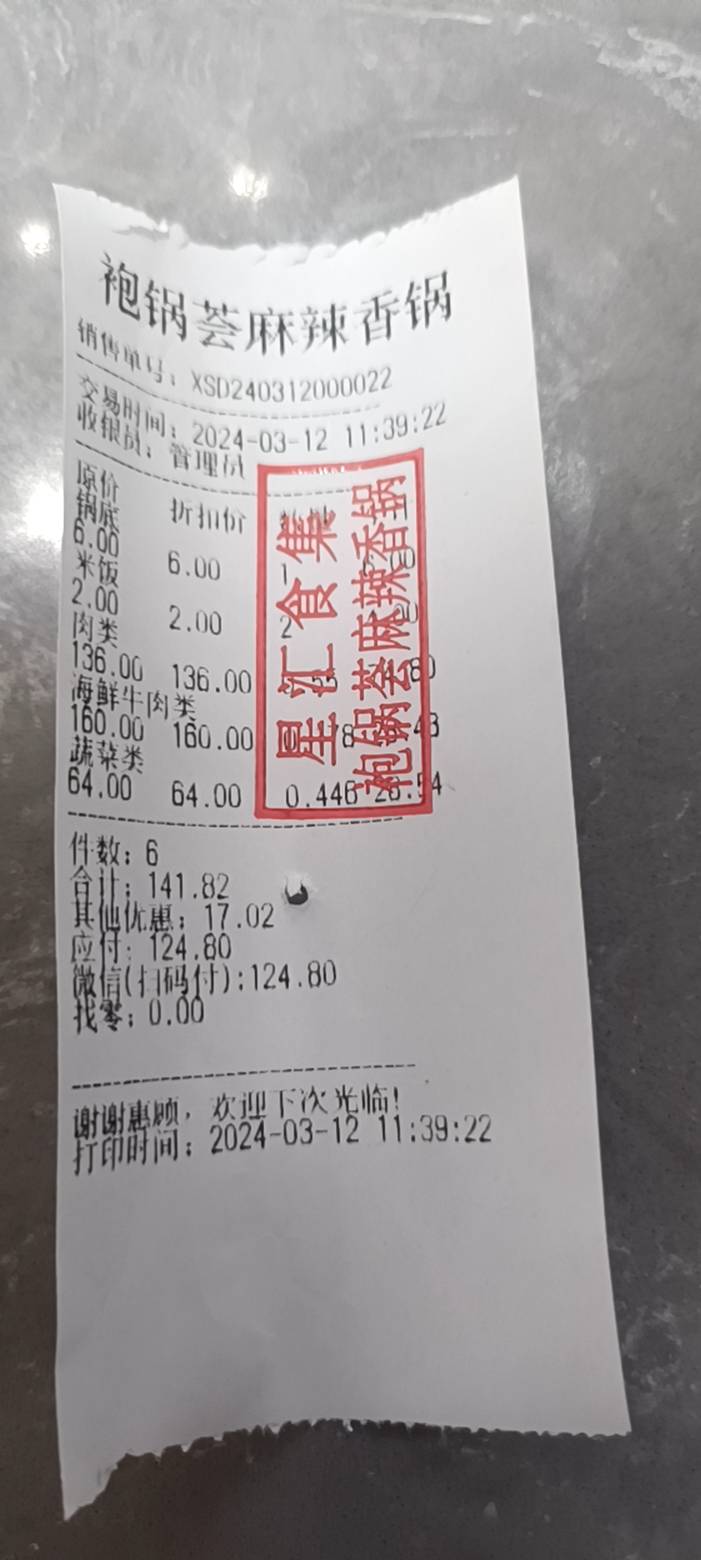 袍锅荟麻辣香锅
销售单号：XSD240312000022
交易时间：2024-03-12 11:39:22
收银员：管理员
原价 折扣价
锅底
6.00 6.00 1 6.00
米饭
2.00 2.00 2
肉类
136.00 136.00
海鲜牛肉类
160.00 160.00
蔬菜类
64.00 64.00 0.446 28.54
星汇食集
袍锅荟麻辣香锅
件数：6
合计：141.82
其他优惠：17.02
应付：124.80
微信(扫码付):124.80
找零：0.00
谢谢惠顾，欢迎下次光临！
打印时间：2024-03-12 11:39:22